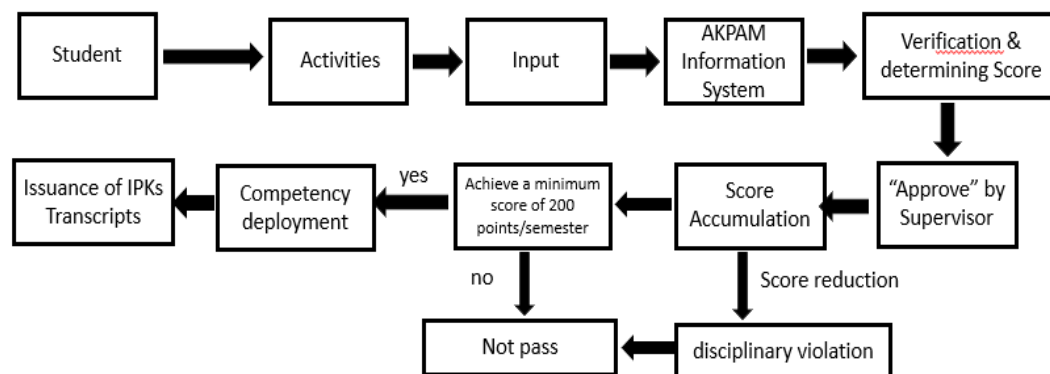 Student
Activities
Input
AKPAM
Information
System
Verification &
determining Score
Issuance of IPKs
Transcripts
Competency
deployment
yes
Achieve a minimum
score of 200
points/semester
Score
Accumulation
“Approve” by
Supervisor
no
Score reduction
Not pass
disciplinary violation